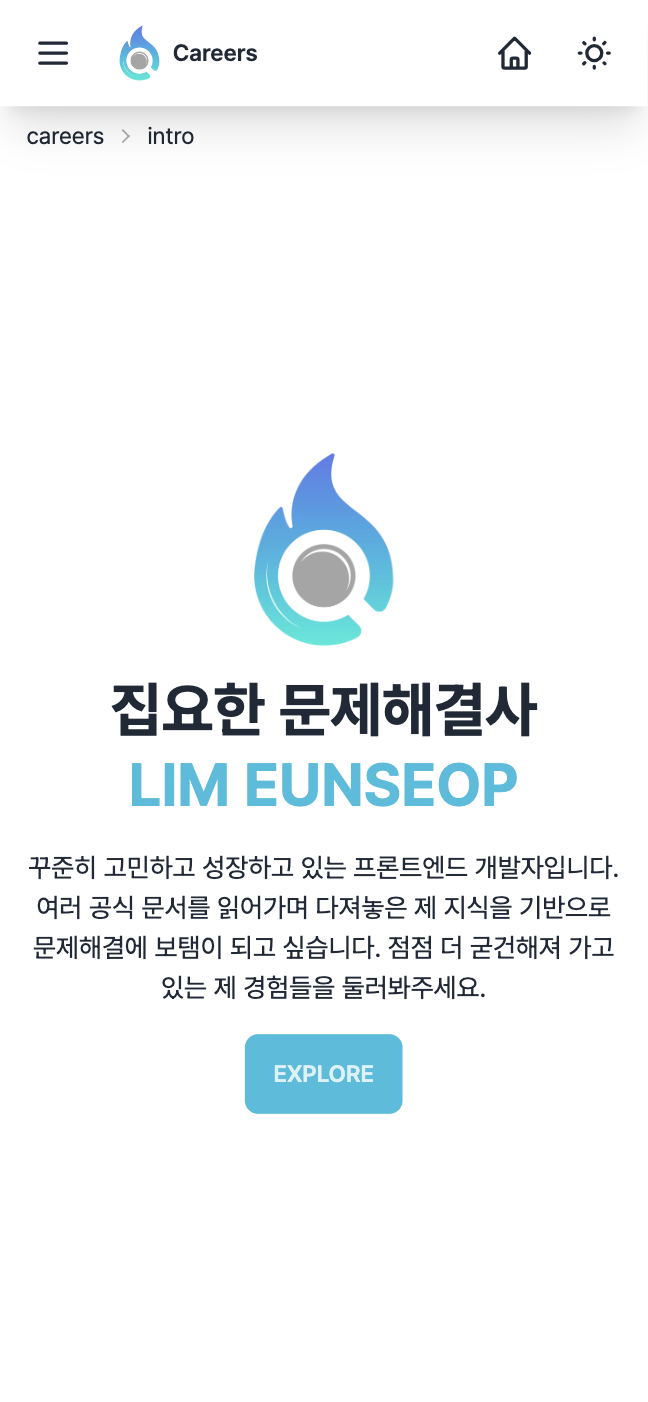 Careers
careers > intro
집요한 문제해결사
LIM EUNSEOP
꾸준히 고민하고 성장하고 있는 프론트엔드 개발자입니다.
여러 공식 문서를 읽어가며 다져놓은 제 지식을 기반으로
문제해결에 보탬이 되고 싶습니다. 점점 더 굳건해져 가고
있는 제 경험들을 둘러봐주세요.
EXPLORE